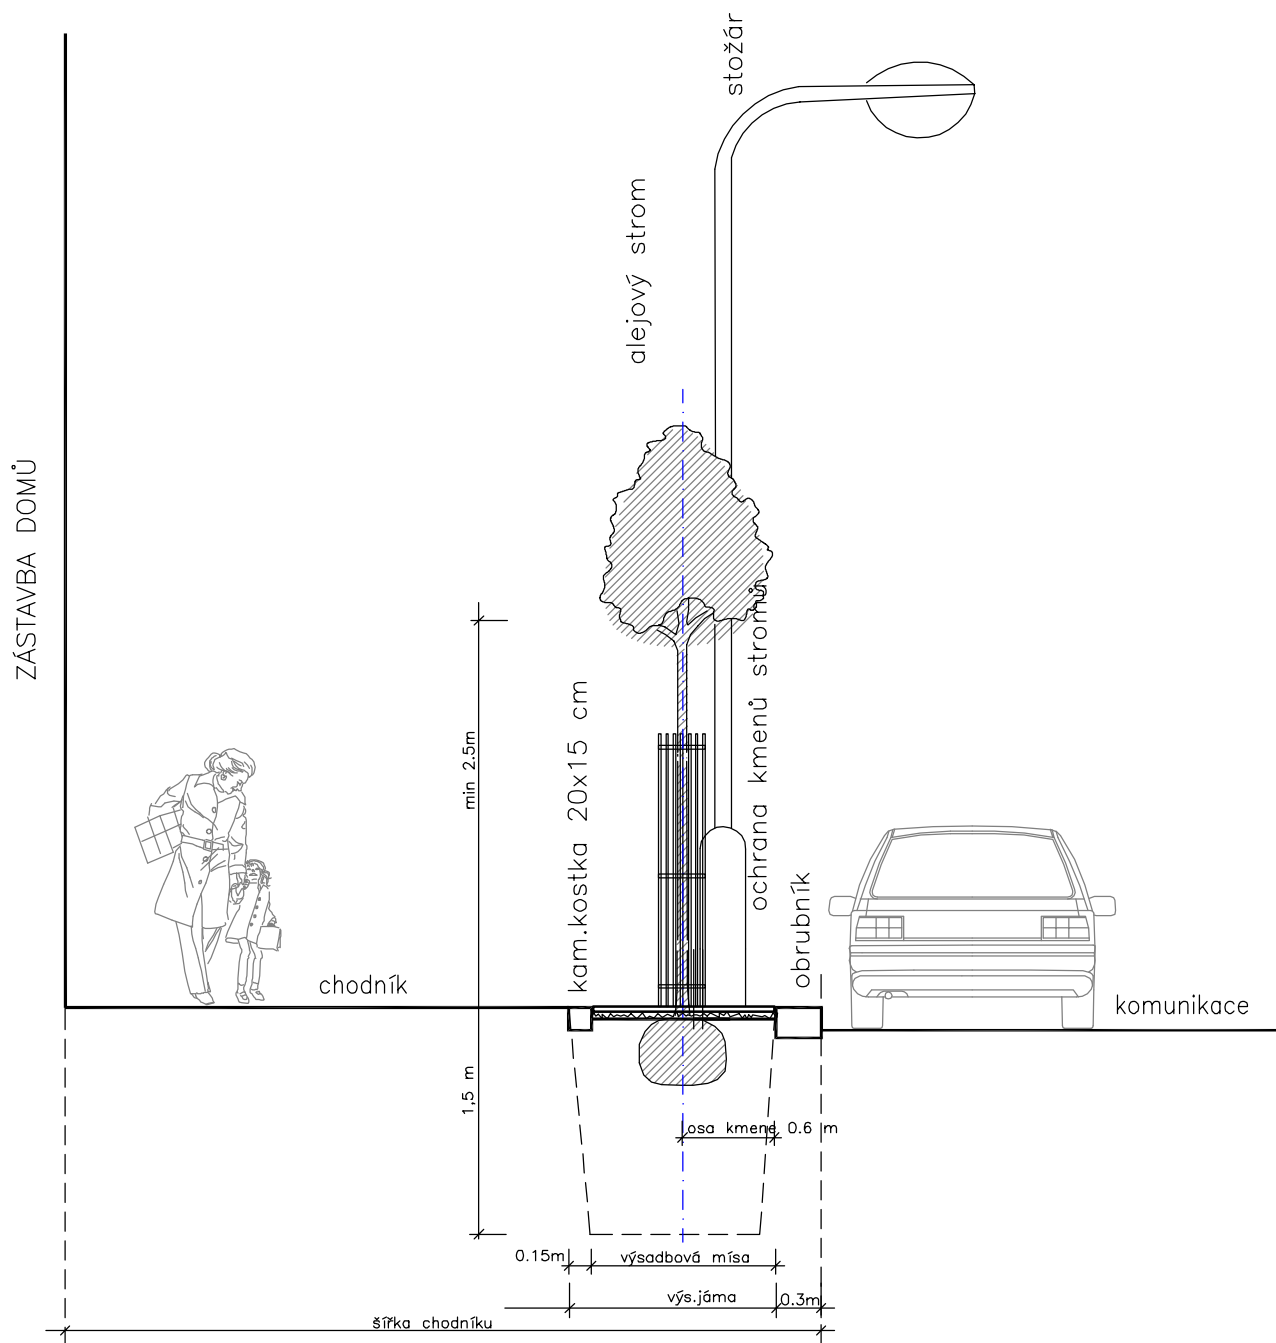 stožár
alejový strom
ZÁSTAVBA DOMŮ
ochrana kmenů stromů
kam.kostka 20x15 cm
min 2.5m
obrubník
chodník
komunikace
1,5 m
osa kmene 0.6 m
0.15m
výsadbová mísa
výs.jáma
0.3m
šířka chodníku